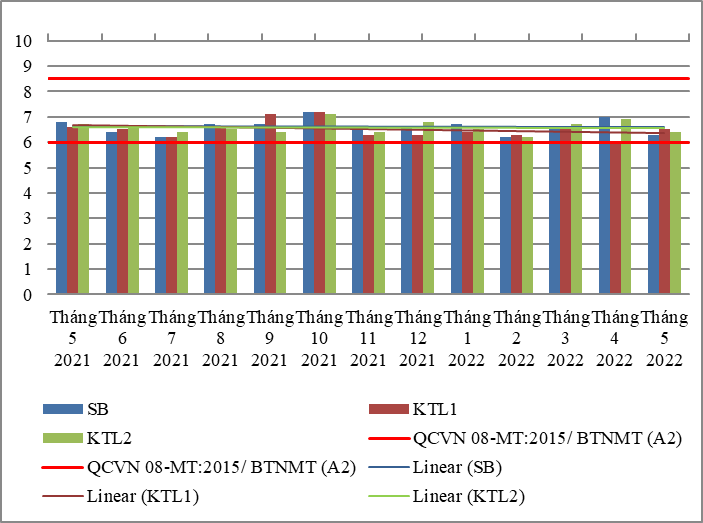 10
9
8
7
6
5
4
3
2
1
0
Tháng Tháng Tháng Tháng Tháng Tháng Tháng Tháng Tháng Tháng Tháng Tháng Tháng
5 6 7 8 9 10 11 12 1 2 3 4 5
2021 2021 2021 2021 2021 2021 2021 2021 2022 2022 2022 2022 2022
SB KTL1
KTL2 QCVN 08-MT:2015/ BTNMT (A2)
QCVN 08-MT:2015/ BTNMT (A2) Linear (SB)
Linear (KTL1) Linear (KTL2)